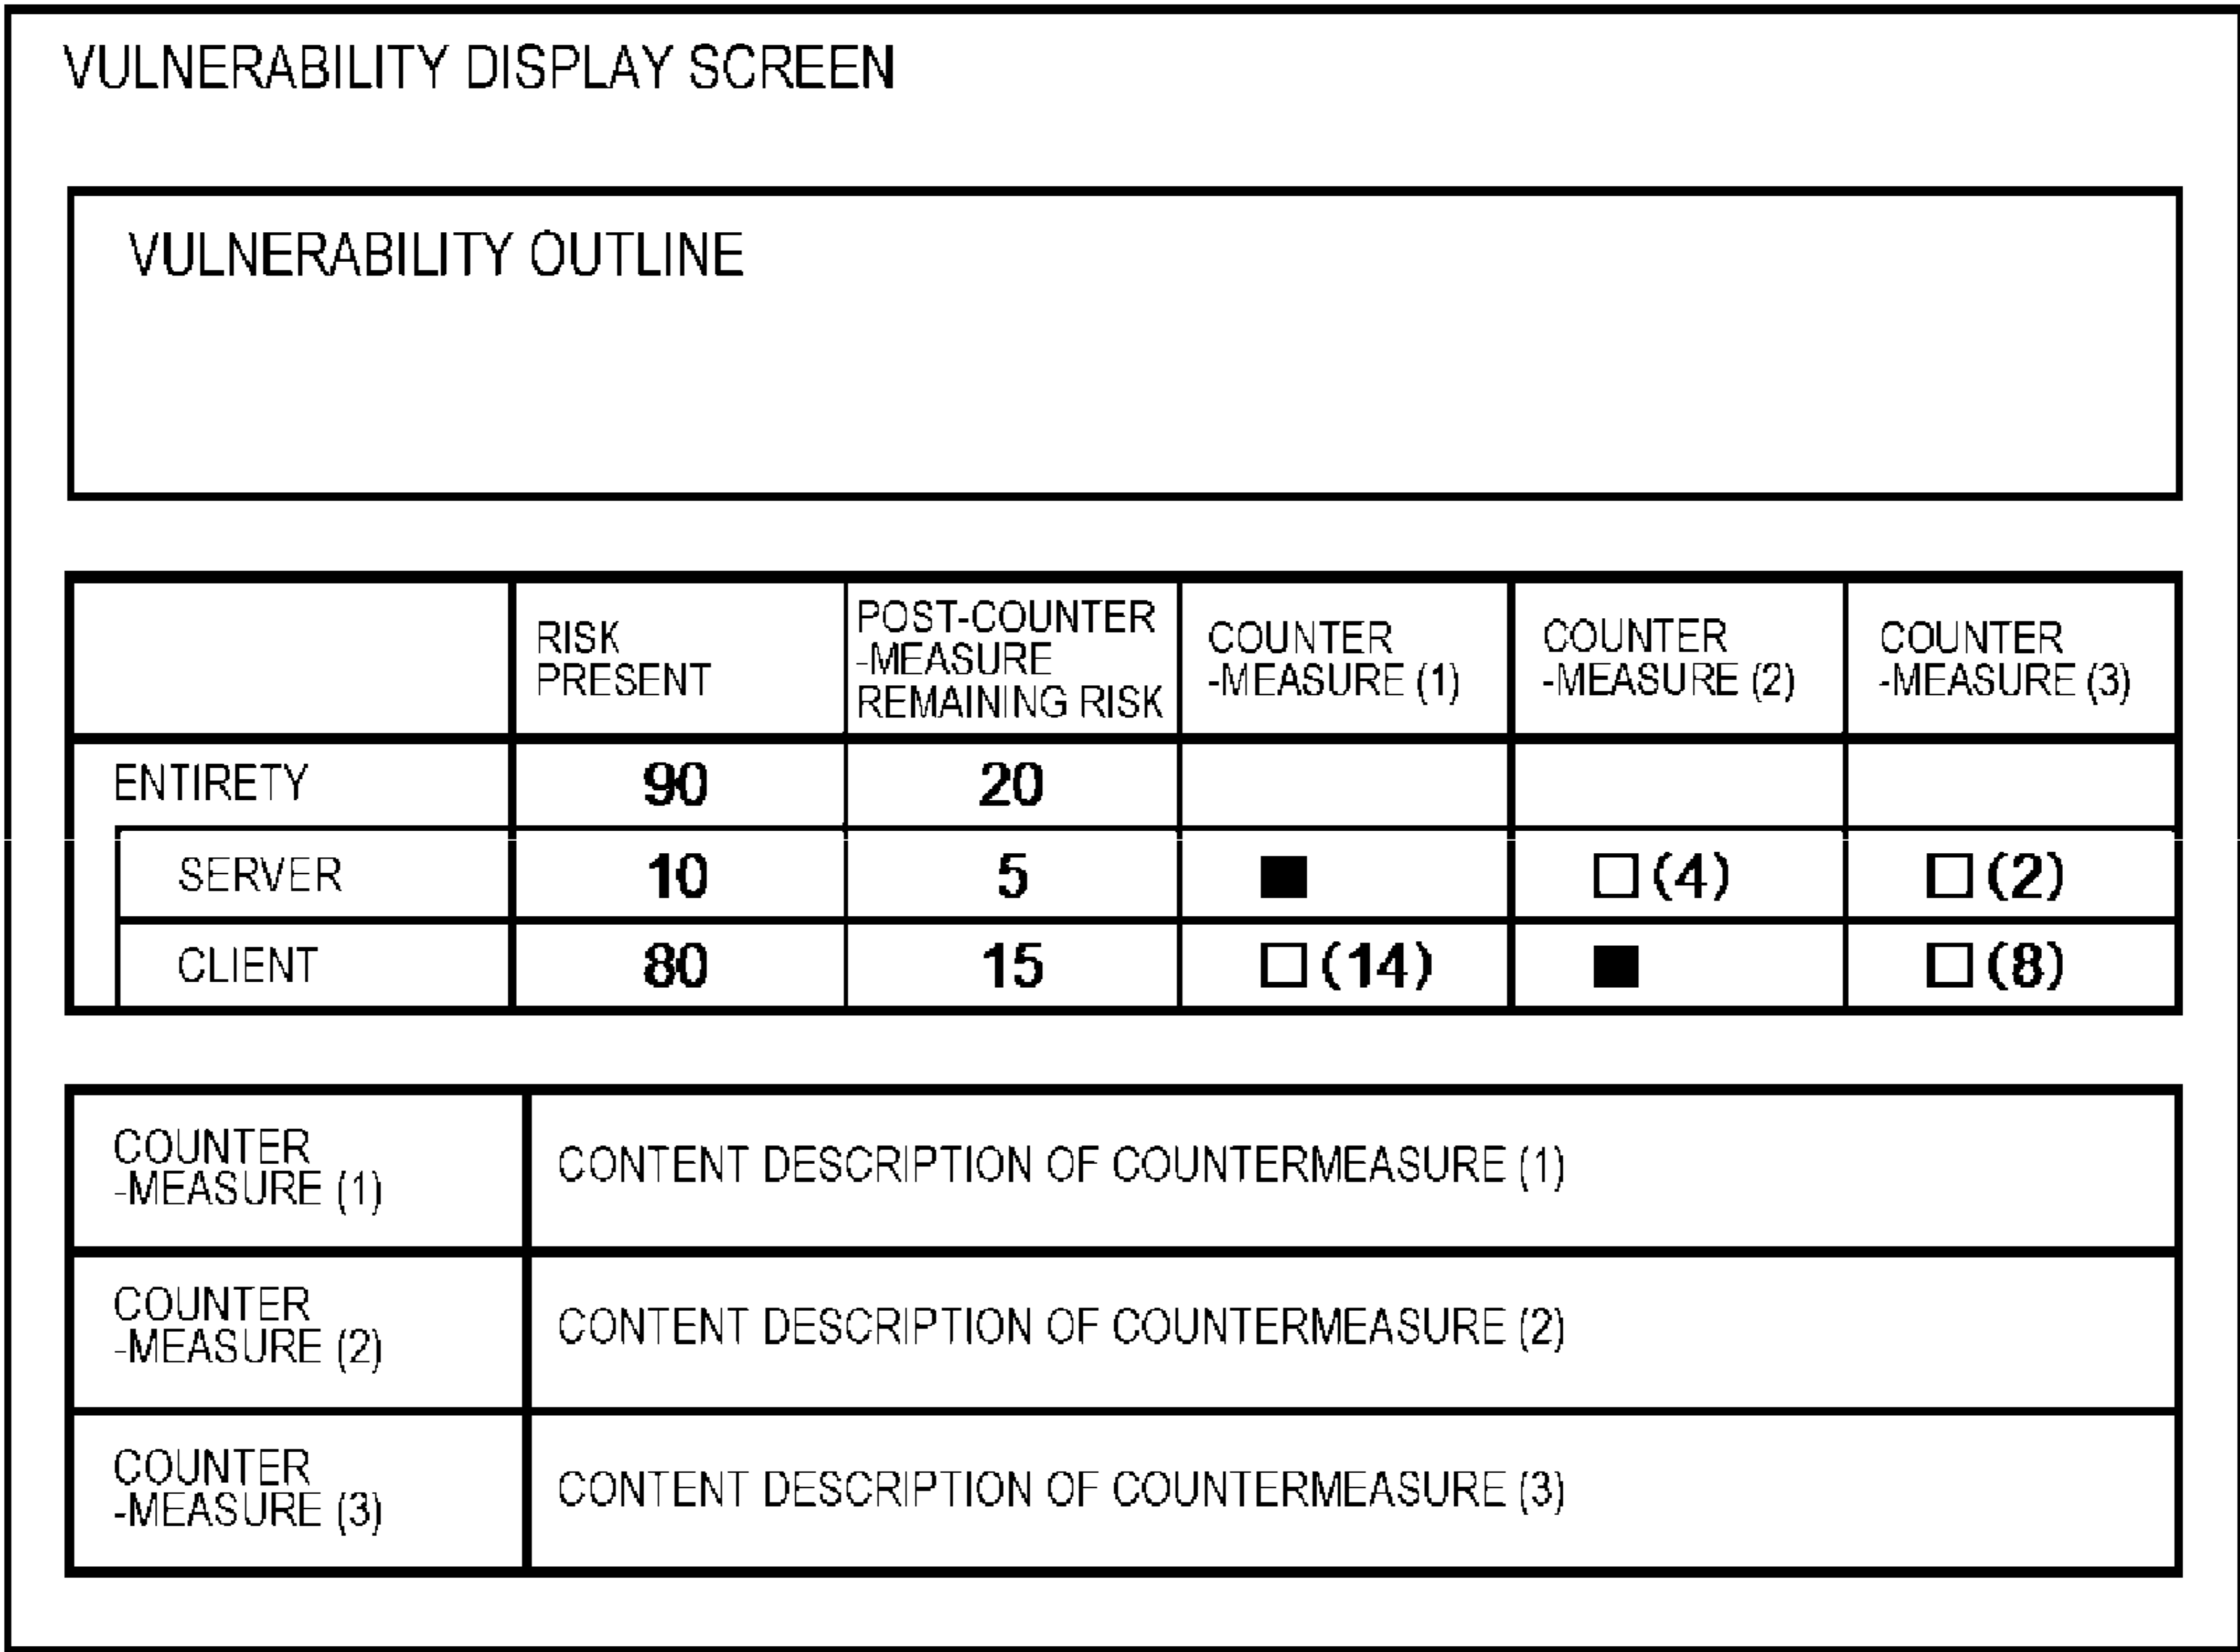 VULNERABILITY DISPLAY SCREEN
VULNERABILITY OUTLINE
RISK
PRESENT
POST-COUNTER
-MEASURE
REMAINING RISK
COUNTER
-MEASURE (1)
COUNTER
-MEASURE (2)
COUNTER
-MEASURE (3)
ENTIRETY 90 20
SERVER 10 5 ■ □(4) □(2)
CLIENT 80 15 □(14) ■ □(8)
COUNTER
-MEASURE (1)
CONTENT DESCRIPTION OF COUNTERMEASURE (1)
COUNTER
-MEASURE (2)
CONTENT DESCRIPTION OF COUNTERMEASURE (2)
COUNTER
-MEASURE (3)
CONTENT DESCRIPTION OF COUNTERMEASURE (3)